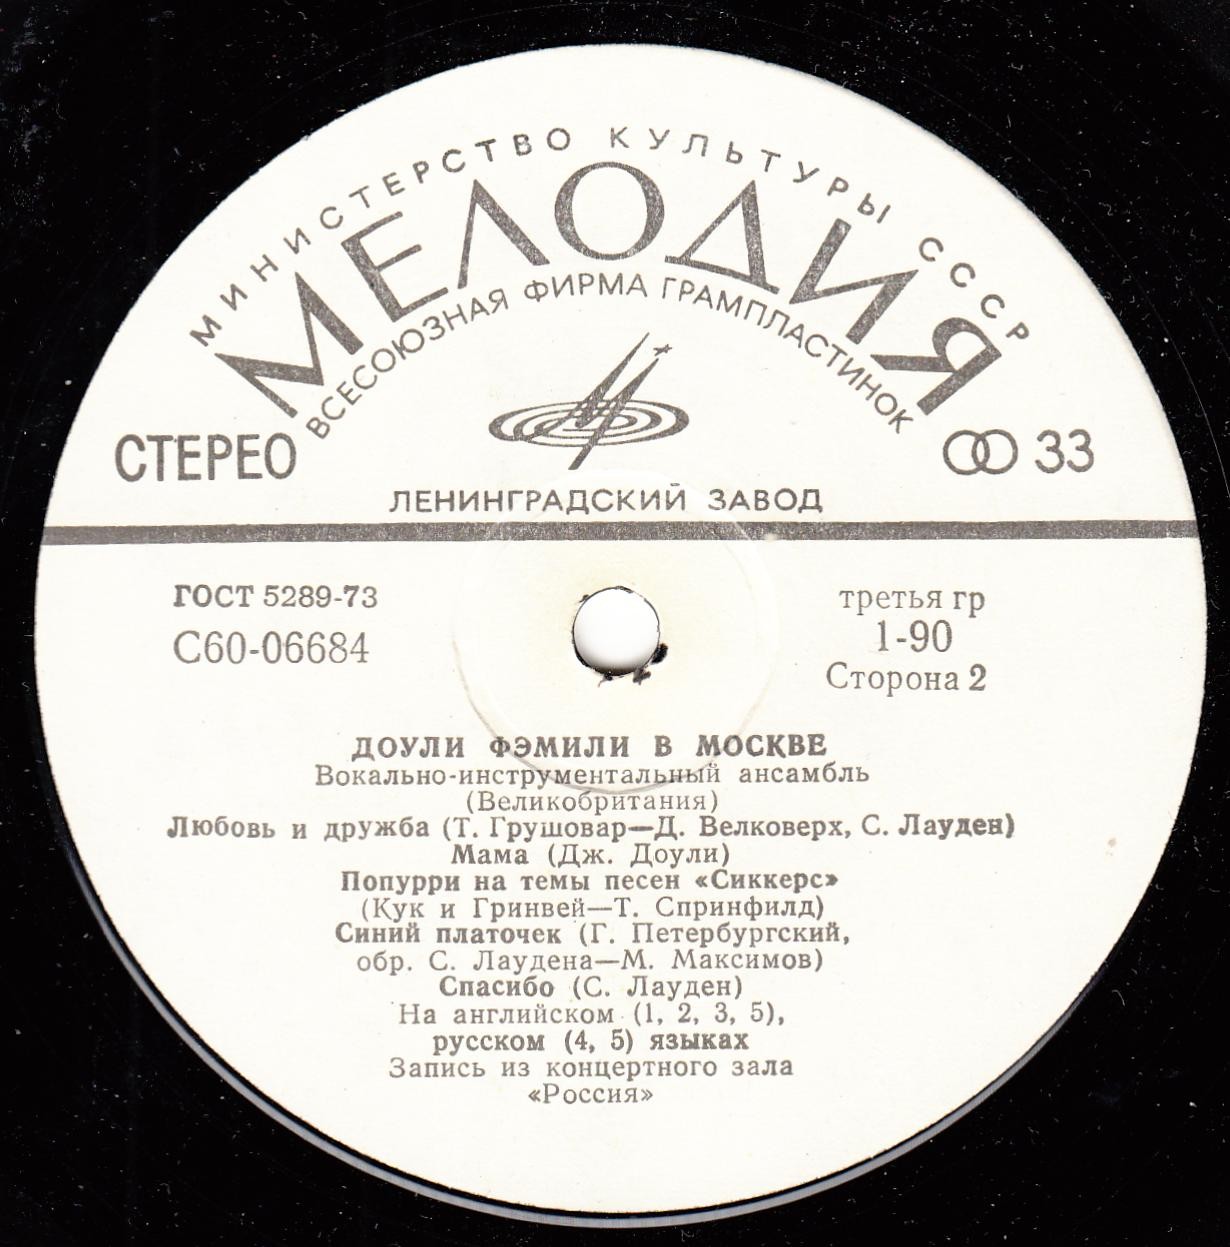 МИНИСТЕРСТВО КУЛЬТУРЫ СССР
МЕЛОДИЯ
ВСЕСОЮЗНАЯ ФИРМА ГРАМПЛАСТИНОК
СТЕРЕО
33
ЛЕНИНГРАДСКИЙ ЗАВОД
ГОСТ 5289-73
С60-06684
третья гр
1-90
Сторона 2
ДОУЛИ ФЭМИЛИ В МОСКВЕ
Вокально-инструментальный ансамбль
(Великобритания)
Любовь и дружба (Т. Грушовар—Д. Велковерх, С. Лауден)
Мама (Дж. Доули)
Попурри на темы песен «Сиккерс»
(Кук и Гринвей—Т. Спринфилд)
Синий платочек (Г. Петербургский,
обр. С. Лаудена—М. Максимов)
Спасибо (С. Лауден)
На английском (1, 2, 3, 5),
русском (4, 5) языках
Запись из концертного зала
«Россия»